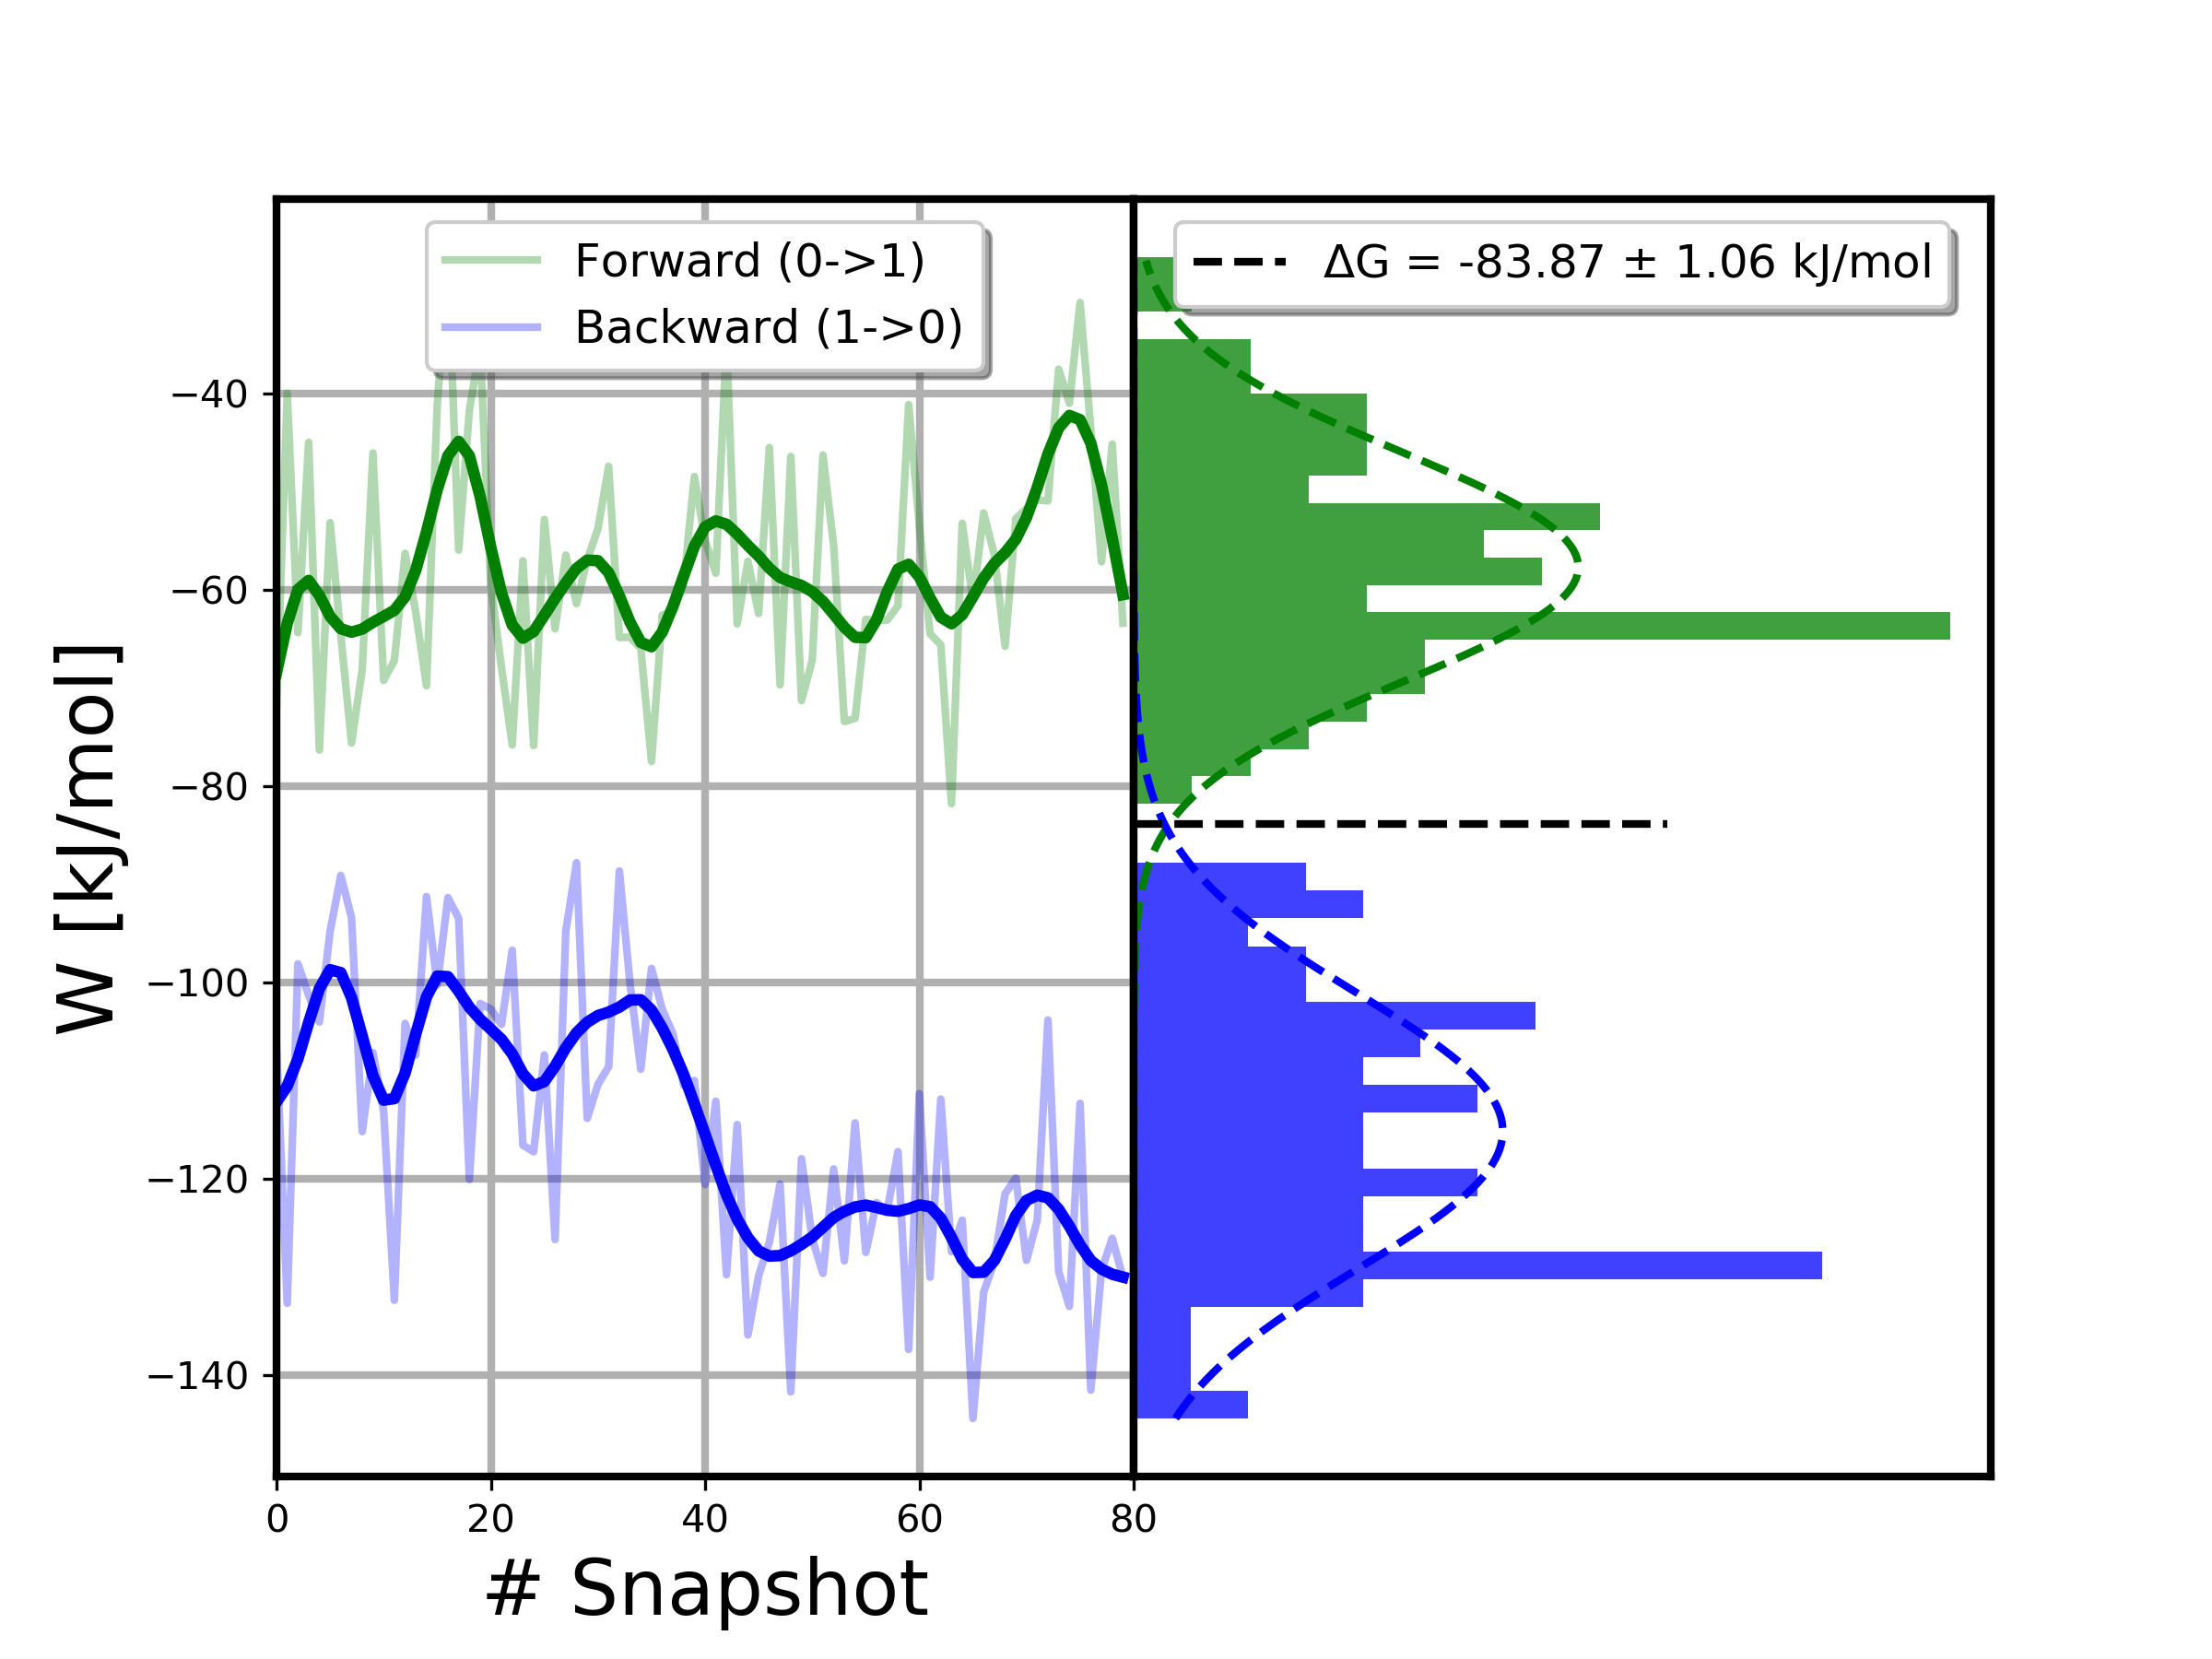 Forward (0->1)
Backward (1->0)
ΔG = -83.87 ± 1.06 kJ/mol
W [kJ/mol]
−40
−60
−80
−100
−120
−140
0 20 40 60 80
# Snapshot